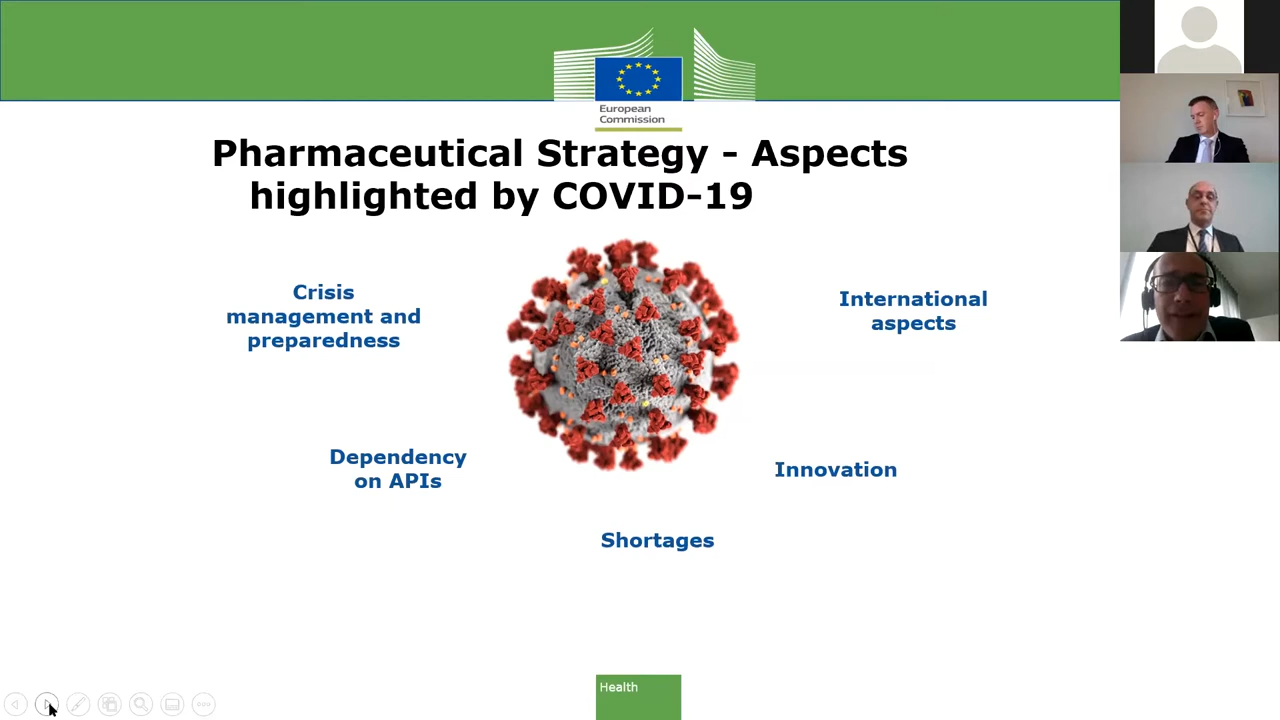 European
Commission
Pharmaceutical Strategy - Aspects
highlighted by COVID-19
Crisis
management and
preparedness
International
aspects
Dependency
on APIs
Innovation
Shortages
Health